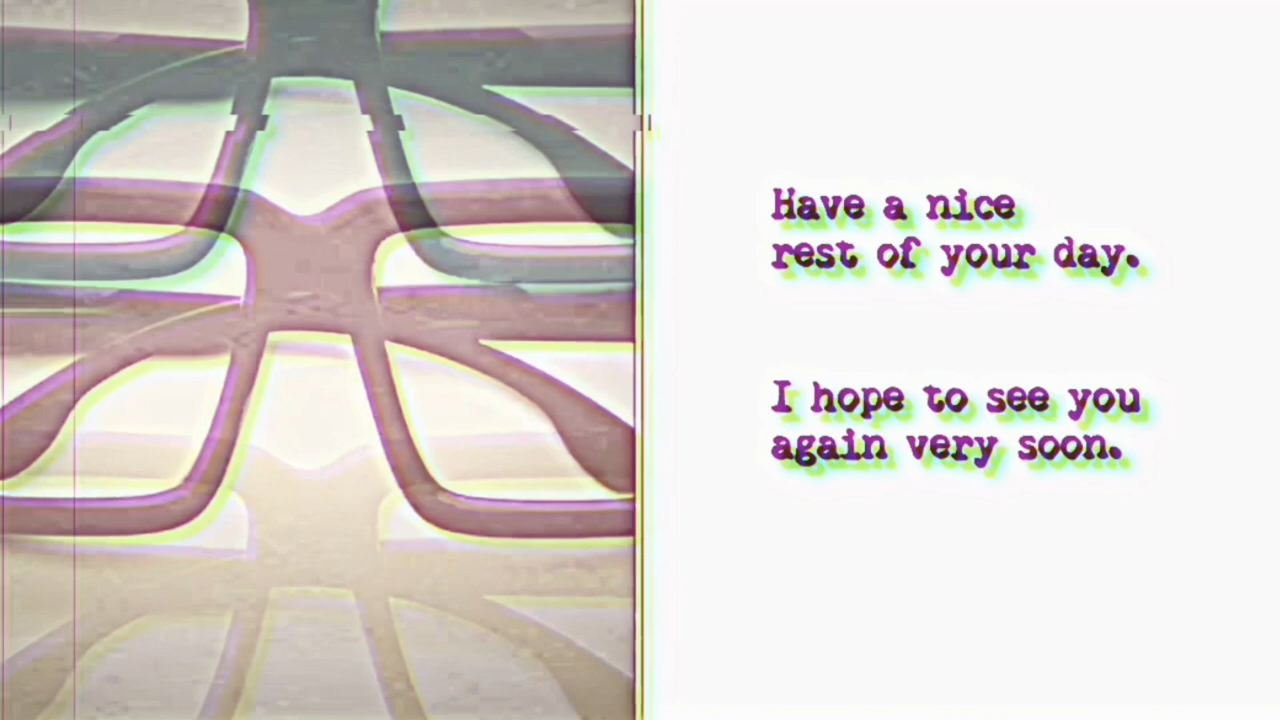 Have a nice
rest of your day.
I hope to see you
again very soon.